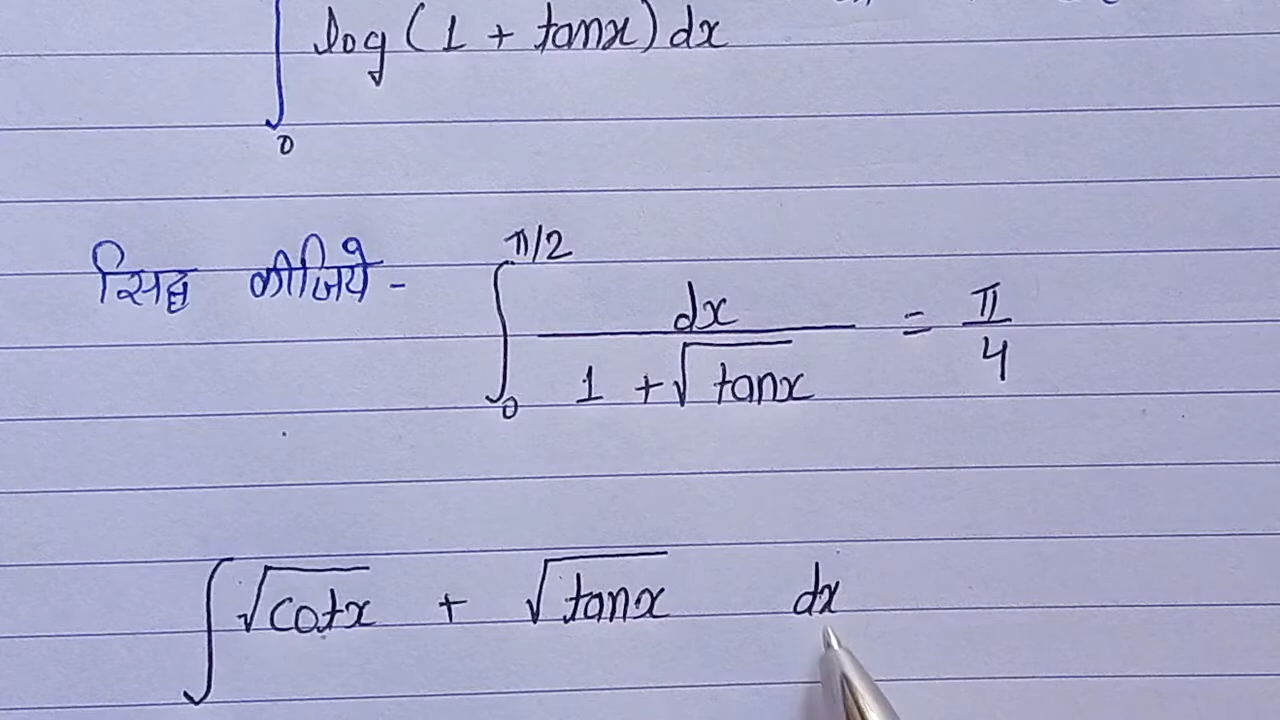 ∫₀ log(1 + tanx) dx
सिद्ध कीजिये - ∫₀^π/2 dx / (1 + √tanx) = π/4
∫ √cotx + √tanx dx